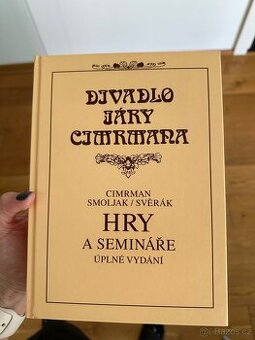 DIVADLO
JÁRY
CIMRMANA
CIMRMAN
SMOLJAK/SVĚRÁK
HRY
A SEMINÁŘE
ÚPLNÉ VYDÁNÍ